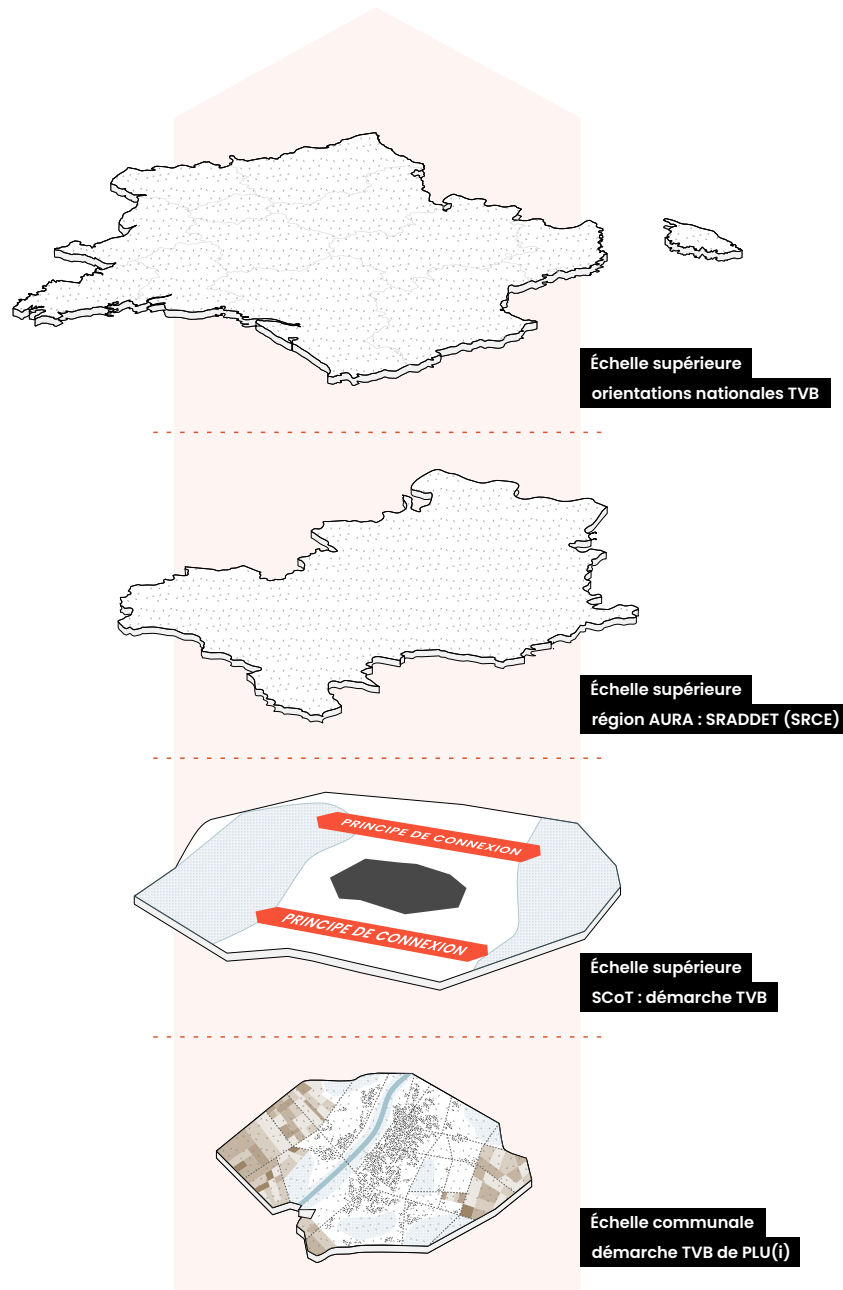 Échelle supérieure
orientations nationales TVB
Échelle supérieure
région AURA : SRADDET (SRCE)
PRINCIPE DE CONNEXION
PRINCIPE DE CONNEXION
Échelle supérieure
SCoT : démarche TVB
Échelle communale
démarche TVB de PLU(i)